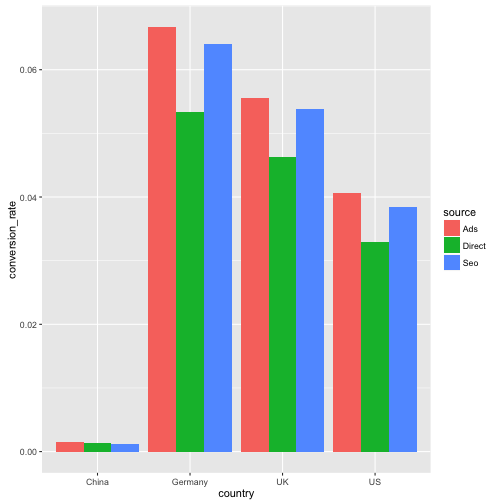 conversion_rate
0.06
0.04
0.02
0.00
China Germany UK US
country
source
Ads
Direct
Seo